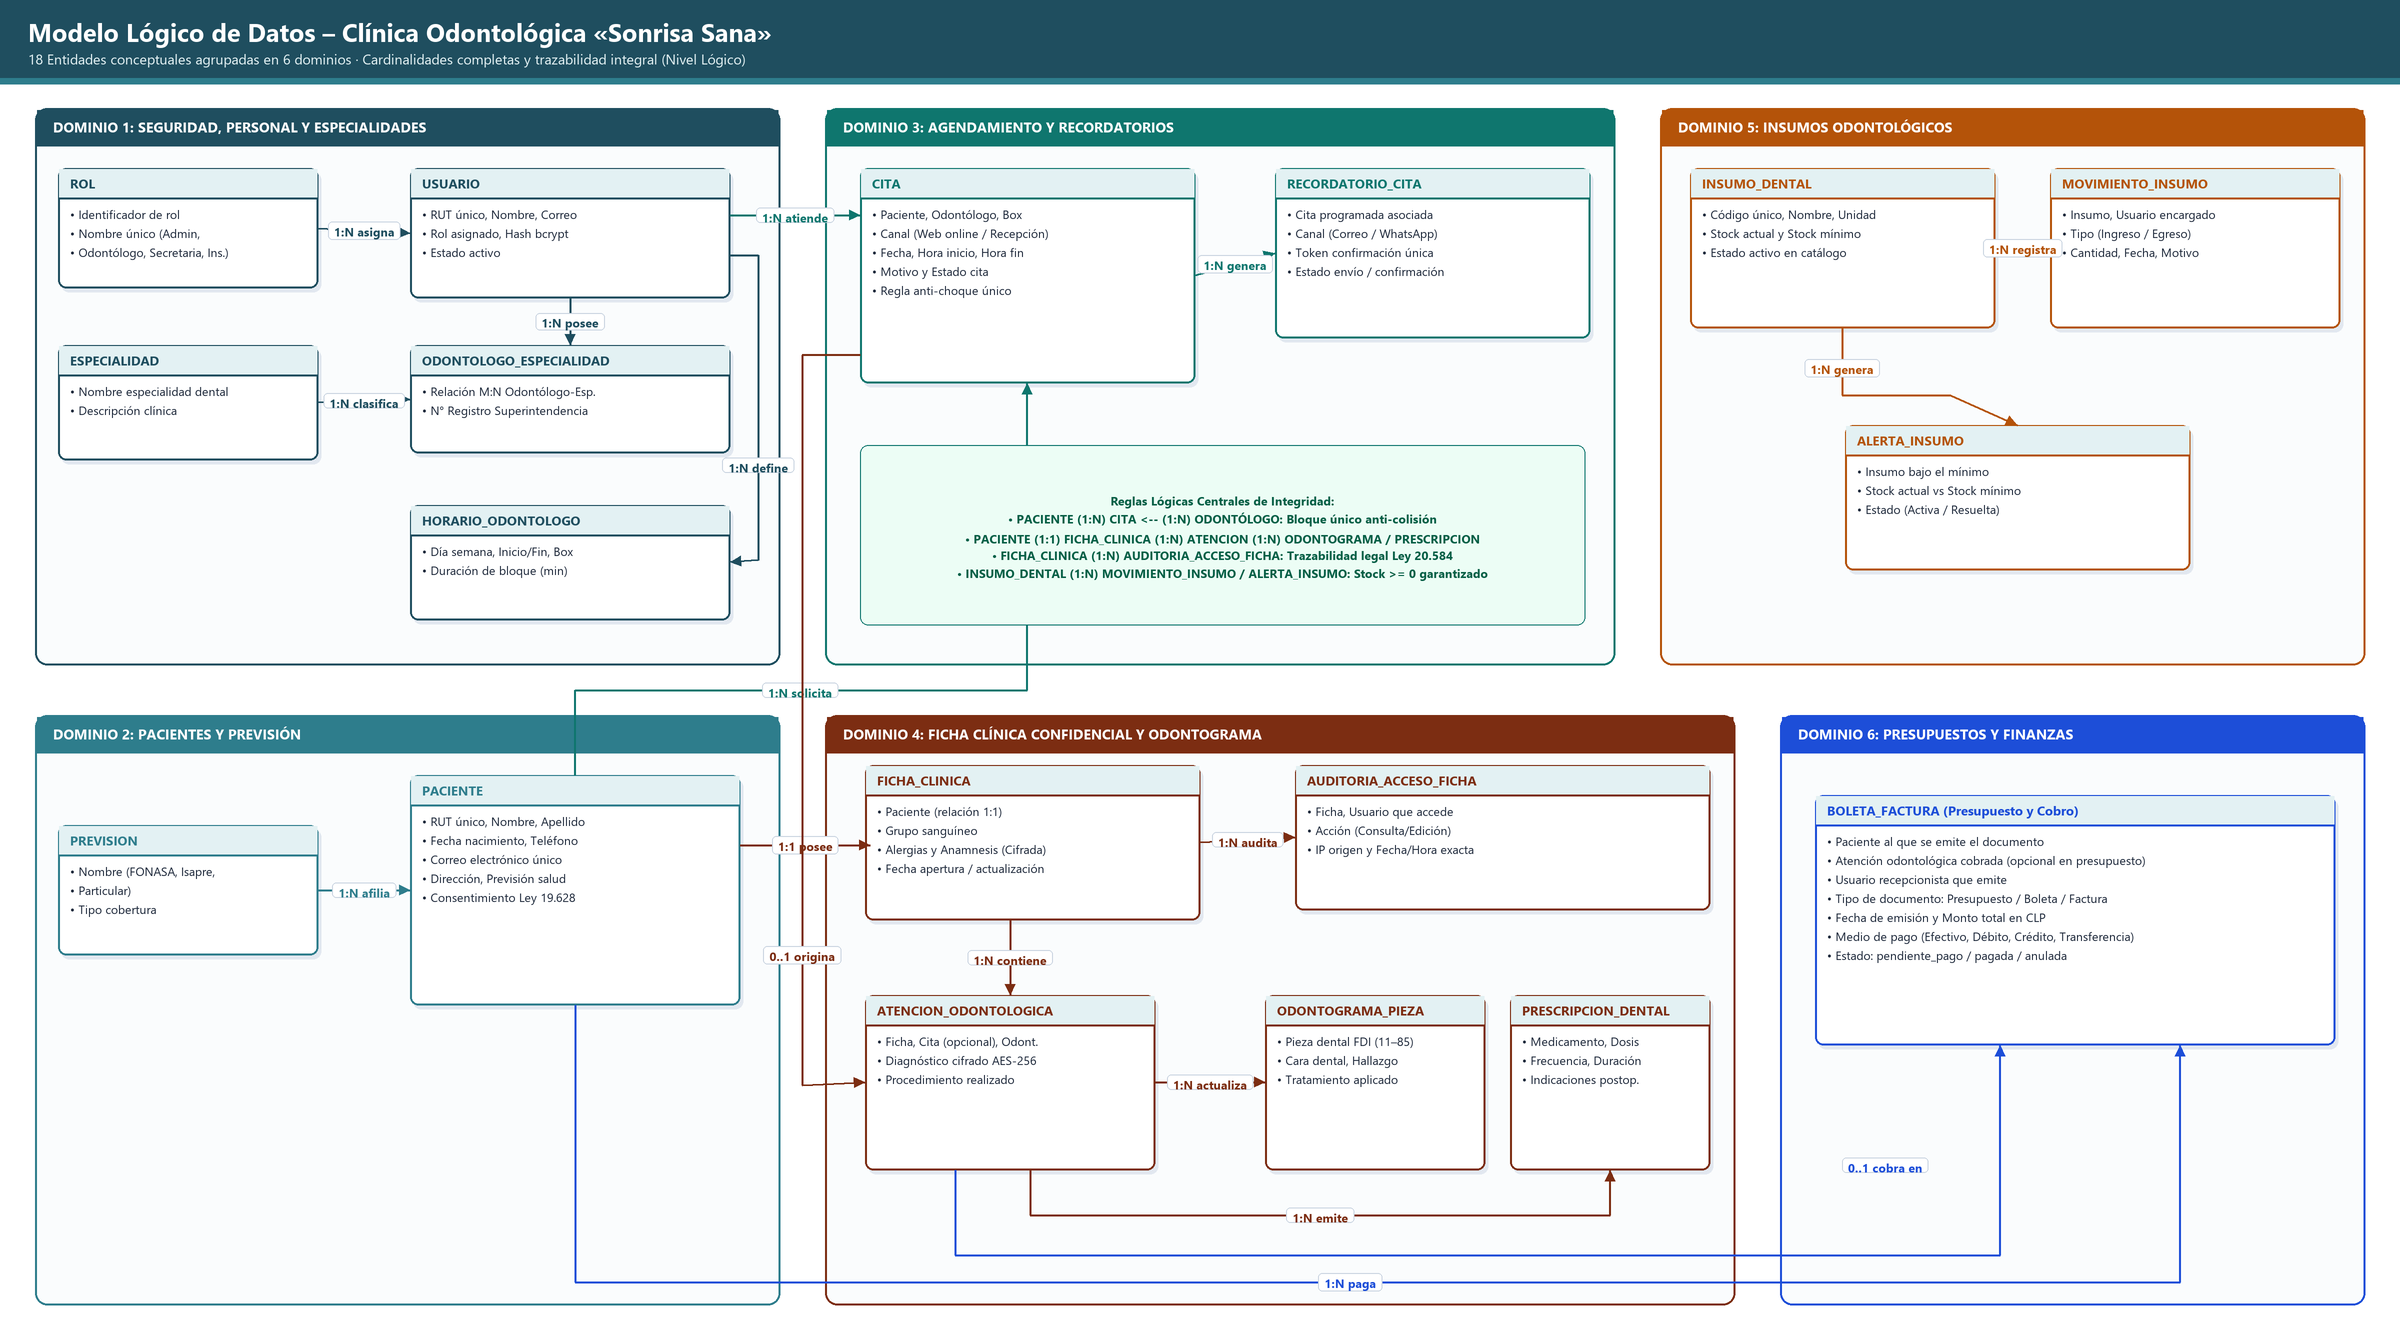 Modelo Lógico de Datos – Clínica Odontológica «Sonrisa Sana»
18 Entidades conceptuales agrupadas en 6 dominios · Cardinalidades completas y trazabilidad integral (Nivel Lógico)
DOMINIO 1: SEGURIDAD, PERSONAL Y ESPECIALIDADES
ROL
• Identificador de rol
• Nombre único (Admin,
• Odontólogo, Secretaria, Ins.)
1:N asigna
USUARIO
• RUT único, Nombre, Correo
• Rol asignado, Hash bcrypt
• Estado activo
1:N posee
ESPECIALIDAD
• Nombre especialidad dental
• Descripción clínica
1:N clasifica
ODONTOLOGO_ESPECIALIDAD
• Relación M:N Odontólogo-Esp.
• N° Registro Superintendencia
1:N define
HORARIO_ODONTOLOGO
• Día semana, Inicio/Fin, Box
• Duración de bloque (min)
1:N atiende
DOMINIO 3: AGENDAMIENTO Y RECORDATORIOS
CITA
• Paciente, Odontólogo, Box
• Canal (Web online / Recepción)
• Fecha, Hora inicio, Hora fin
• Motivo y Estado cita
• Regla anti-choque único
1:N genera
RECORDATORIO_CITA
• Cita programada asociada
• Canal (Correo / WhatsApp)
• Token confirmación única
• Estado envío / confirmación
Reglas Lógicas Centrales de Integridad:
• PACIENTE (1:N) CITA <-- (1:N) ODONTÓLOGO: Bloque único anti-colisión
• PACIENTE (1:1) FICHA_CLINICA (1:N) ATENCION (1:N) ODONTOGRAMA / PRESCRIPCION
• FICHA_CLINICA (1:N) AUDITORIA_ACCESO_FICHA: Trazabilidad legal Ley 20.584
• INSUMO_DENTAL (1:N) MOVIMIENTO_INSUMO / ALERTA_INSUMO: Stock >= 0 garantizado
DOMINIO 5: INSUMOS ODONTOLÓGICOS
INSUMO_DENTAL
• Código único, Nombre, Unidad
• Stock actual y Stock mínimo
• Estado activo en catálogo
1:N registra
MOVIMIENTO_INSUMO
• Insumo, Usuario encargado
• Tipo (Ingreso / Egreso)
• Cantidad, Fecha, Motivo
1:N genera
ALERTA_INSUMO
• Insumo bajo el mínimo
• Stock actual vs Stock mínimo
• Estado (Activa / Resuelta)
1:N solicita
DOMINIO 2: PACIENTES Y PREVISIÓN
PREVISION
• Nombre (FONASA, Isapre,
• Particular)
• Tipo cobertura
1:N afilia
PACIENTE
• RUT único, Nombre, Apellido
• Fecha nacimiento, Teléfono
• Correo electrónico único
• Dirección, Previsión salud
• Consentimiento Ley 19.628
1:1 posee
0..1 origina
DOMINIO 4: FICHA CLÍNICA CONFIDENCIAL Y ODONTOGRAMA
FICHA_CLINICA
• Paciente (relación 1:1)
• Grupo sanguíneo
• Alergias y Anamnesis (Cifrada)
• Fecha apertura / actualización
1:N audita
AUDITORIA_ACCESO_FICHA
• Ficha, Usuario que accede
• Acción (Consulta/Edición)
• IP origen y Fecha/Hora exacta
1:N contiene
ATENCION_ODONTOLOGICA
• Ficha, Cita (opcional), Odont.
• Diagnóstico cifrado AES-256
• Procedimiento realizado
1:N actualiza
ODONTOGRAMA_PIEZA
• Pieza dental FDI (11–85)
• Cara dental, Hallazgo
• Tratamiento aplicado
PRESCRIPCION_DENTAL
• Medicamento, Dosis
• Frecuencia, Duración
• Indicaciones postop.
1:N emite
1:N paga
DOMINIO 6: PRESUPUESTOS Y FINANZAS
BOLETA_FACTURA (Presupuesto y Cobro)
• Paciente al que se emite el documento
• Atención odontológica cobrada (opcional en presupuesto)
• Usuario recepcionista que emite
• Tipo de documento: Presupuesto / Boleta / Factura
• Fecha de emisión y Monto total en CLP
• Medio de pago (Efectivo, Débito, Crédito, Transferencia)
• Estado: pendiente_pago / pagada / anulada
0..1 cobra en